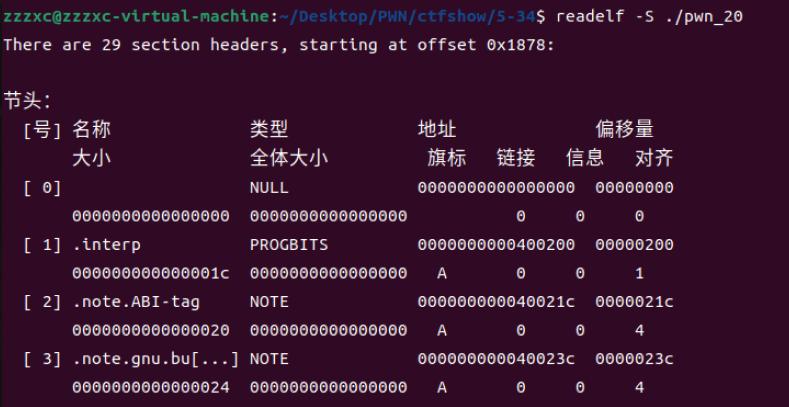 zzzxc@zzzxc-virtual-machine:~/Desktop/PWN/ctfshow/5-34$ readelf -S ./pwn_20
There are 29 section headers, starting at offset 0x1878:
节头：
[号] 名称 类型 地址 偏移量
大小 全体大小 旗标 链接 信息 对齐
[ 0] NULL 0000000000000000 00000000
0000000000000000 0000000000000000 0 0 0
[ 1] .interp PROGBITS 0000000000400200 00000200
000000000000001c 0000000000000000 A 0 0 1
[ 2] .note.ABI-tag NOTE 000000000040021c 0000021c
0000000000000020 0000000000000000 A 0 0 4
[ 3] .note.gnu.bu[...] NOTE 000000000040023c 0000023c
0000000000000024 0000000000000000 A 0 0 4